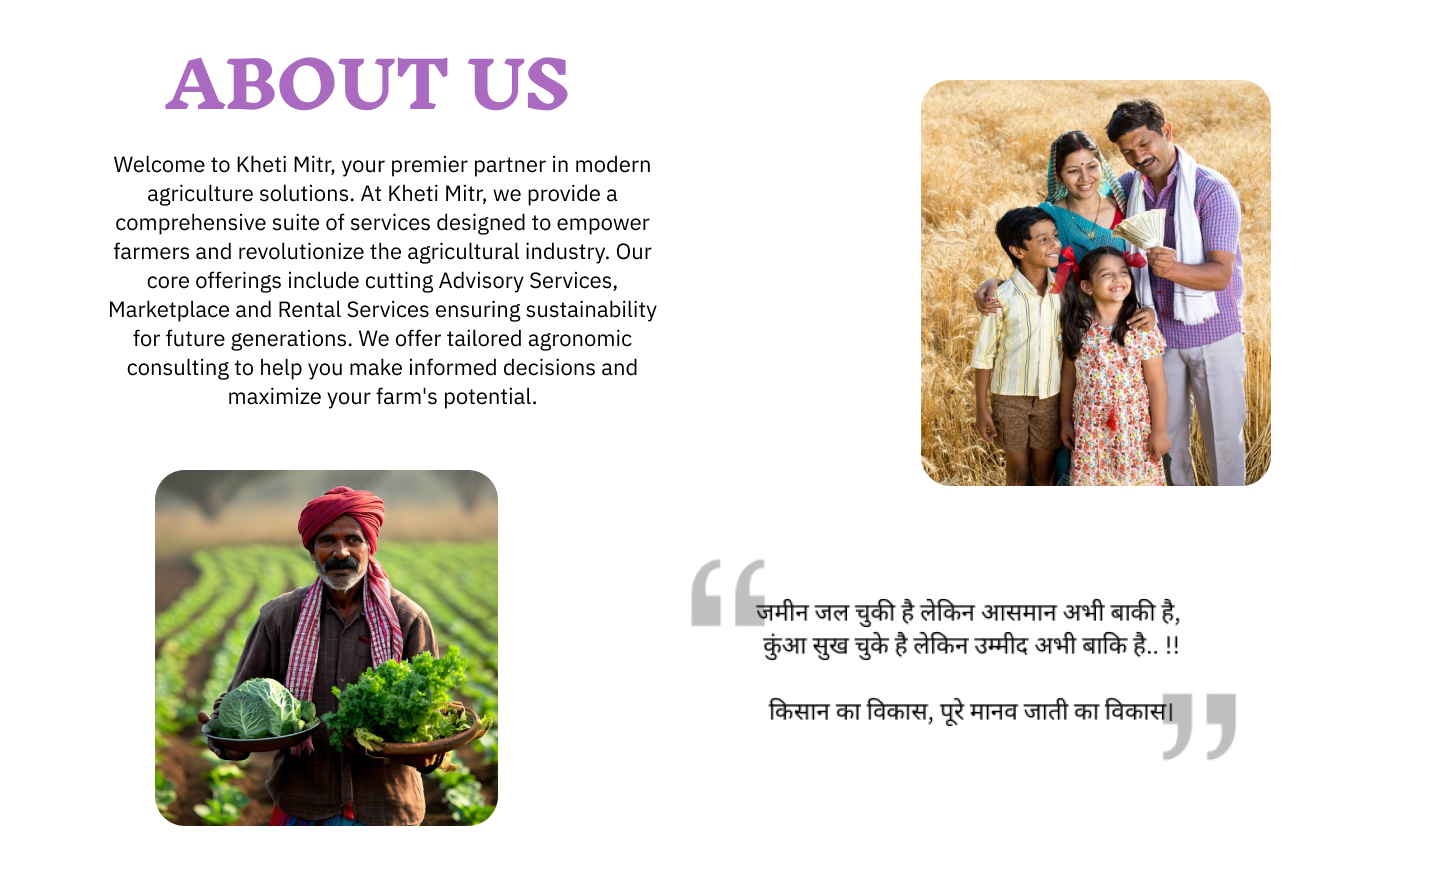 ABOUT US
Welcome to Kheti Mitr, your premier partner in modern
agriculture solutions. At Kheti Mitr, we provide a
comprehensive suite of services designed to empower
farmers and revolutionize the agricultural industry. Our
core offerings include cutting Advisory Services,
Marketplace and Rental Services ensuring sustainability
for future generations. We offer tailored agronomic
consulting to help you make informed decisions and
maximize your farm's potential.
“जमीन जल चुकी है लेकिन आसमान अभी बाकी है,
कुंआ सुख चुके है लेकिन उम्मीद अभी बाकि है.. !!
किसान का विकास, पूरे मानव जाती का विकास।”